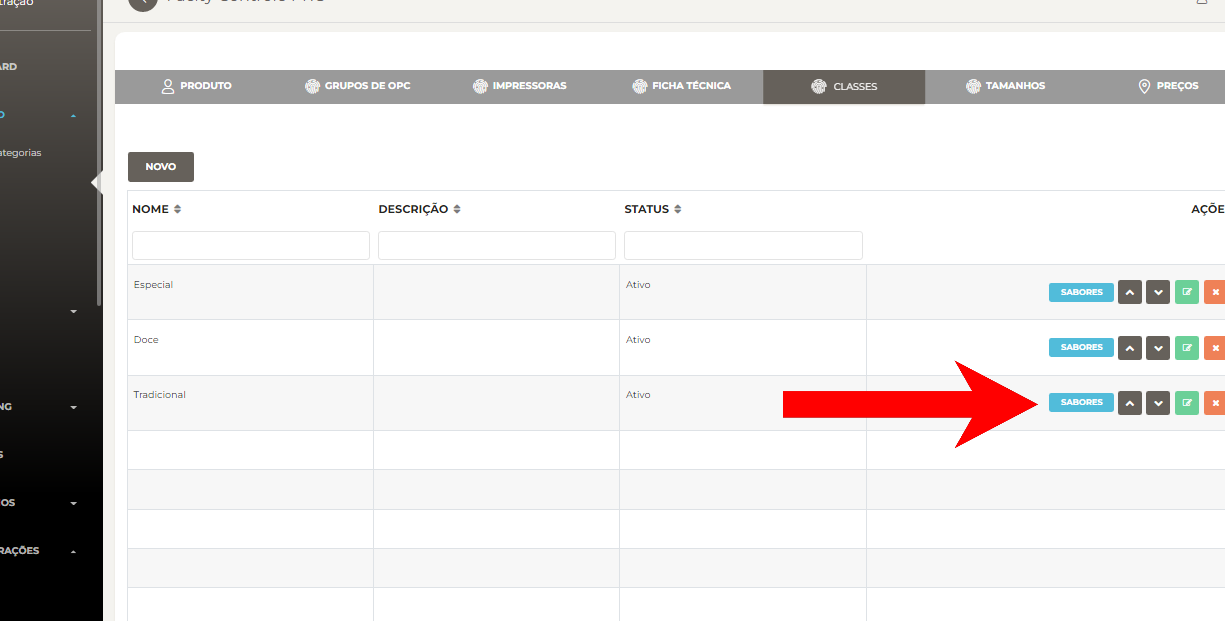 tração
PRODUTO GRUPOS DE OPC IMPRESSORAS FICHA TÉCNICA CLASSES TAMANHOS PREÇOS
ARD
ategorias
NOVO
NOME DESCRIÇÃO STATUS AÇÕE
Especial Ativo SABORES
Doce Ativo SABORES
Tradicional Ativo SABORES
NG
S
IOS
RAÇÕES